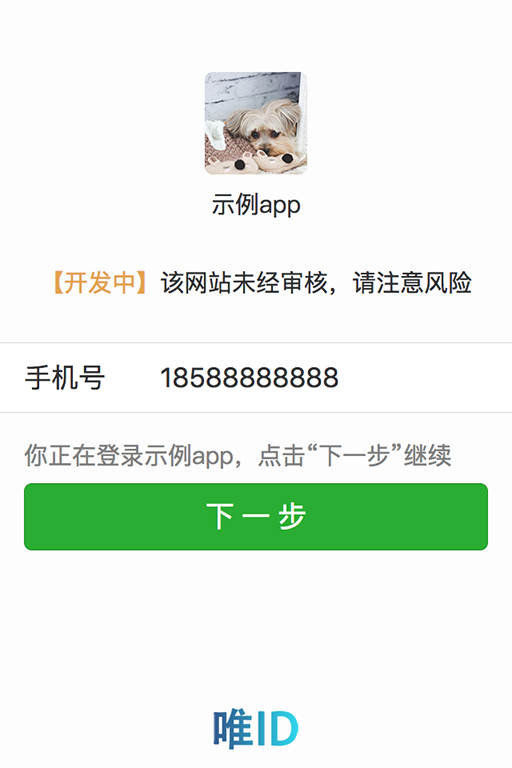 示例app
【开发中】该网站未经审核，请注意风险
手机号 18588888888
你正在登录示例app，点击“下一步”继续
下一步
唯ID